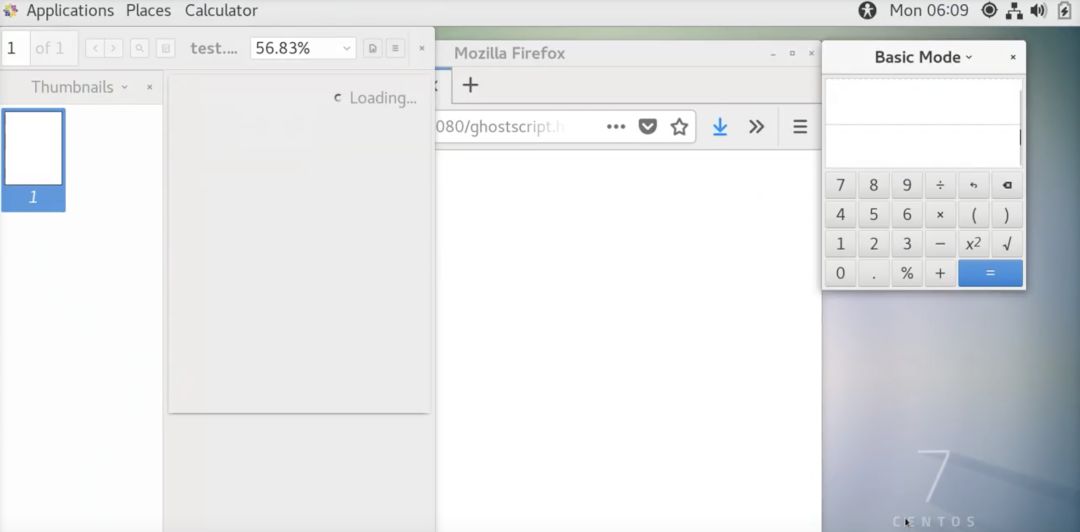 Applications Places Calculator Mon 06:09
1 of 1 test.... 56.83%
Mozilla Firefox
Basic Mode
Thumbnails
Loading...
1
080/ghostscript.h
7 8 9 ÷
4 5 6 × ( )
1 2 3 − x2 √
0 . % + =
7
CENTOS